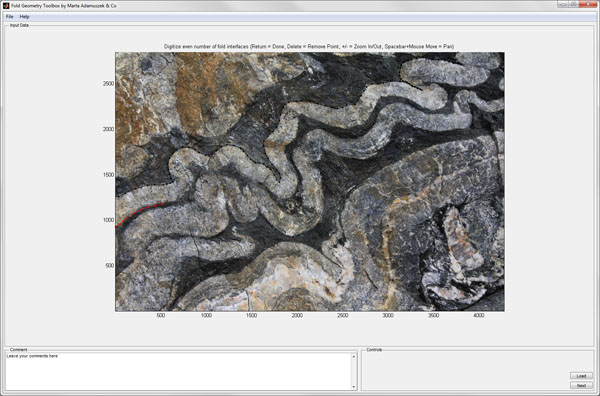 Fold Geometry Toolbox by Marta Adamuszek & Co
File Help
Input Data
Digitize even number of fold interfaces (Return = Done, Delete = Remove Point, +/- = Zoom In/Out, Spacebar+Mouse Move = Pan)
2500
2000
1500
1000
500
500 1000 1500 2000 2500 3000 3500 4000
Comment
Controls
Leave your comments here
Load
Next